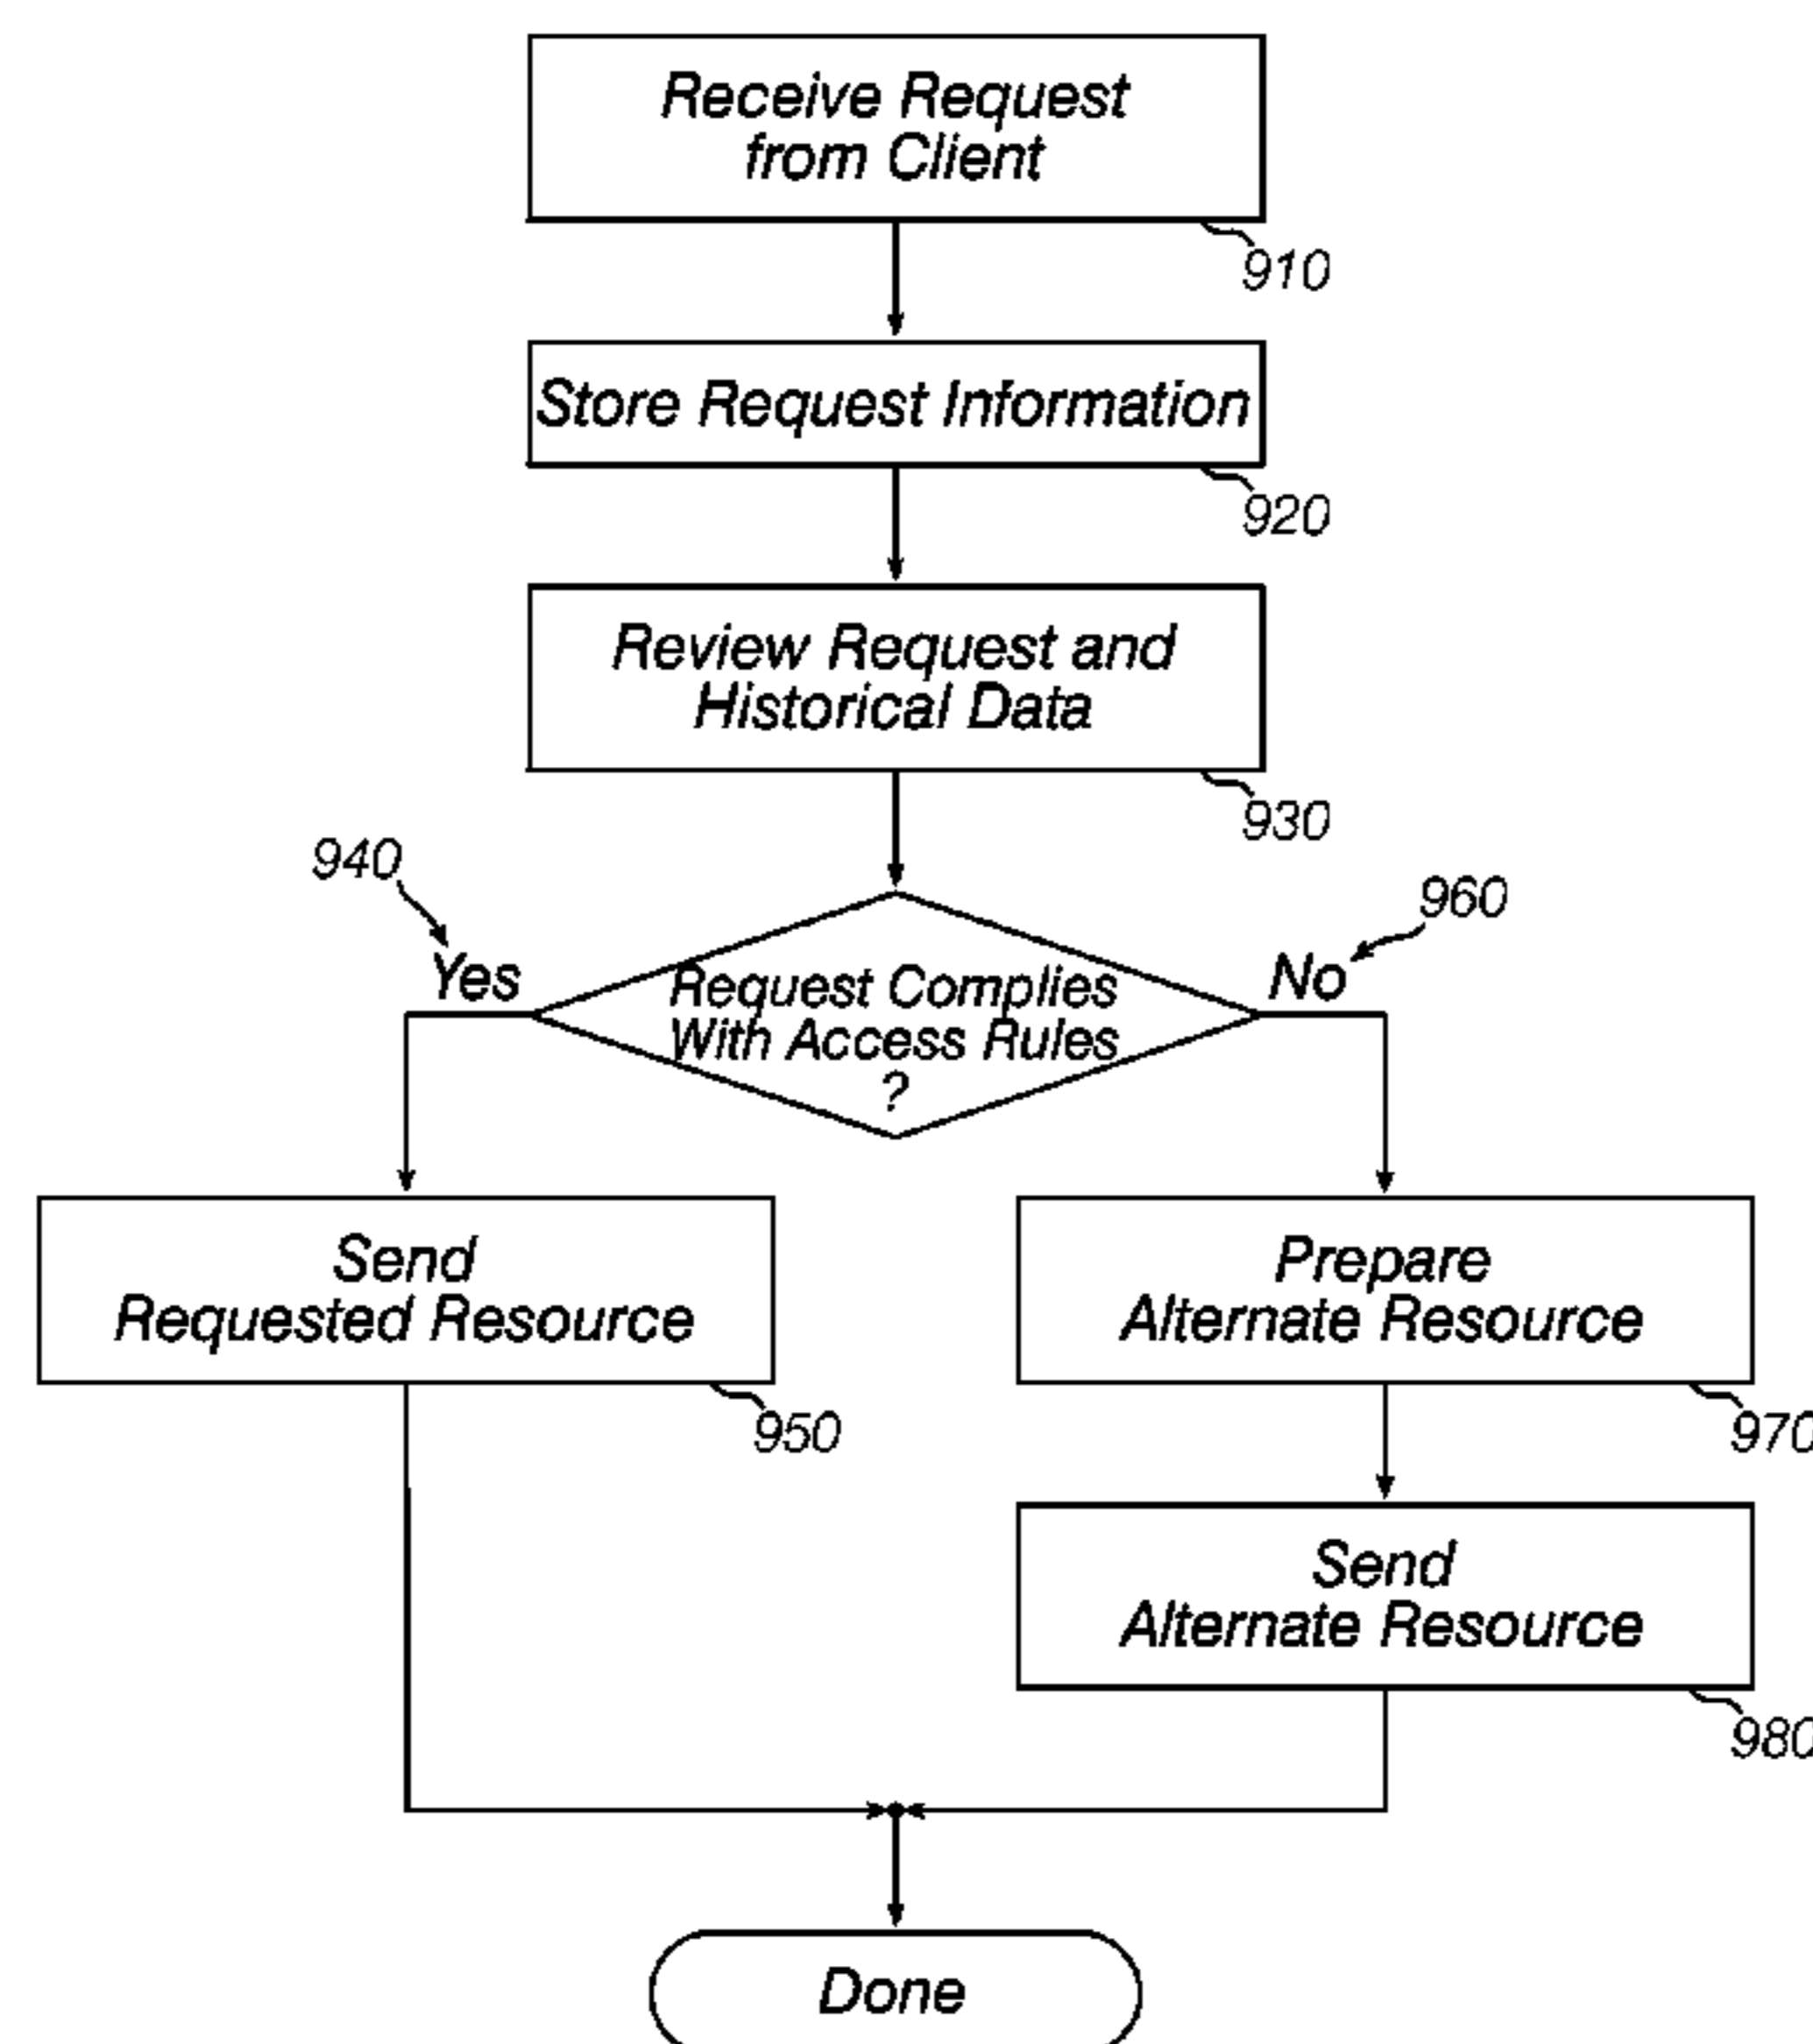 Receive Request
from Client
910
Store Request Information
920
Review Request and
Historical Data
930
940
960
Yes
No
Request Complies
With Access Rules
?
Send
Requested Resource
950
Prepare
Alternate Resource
970
Send
Alternate Resource
980
Done